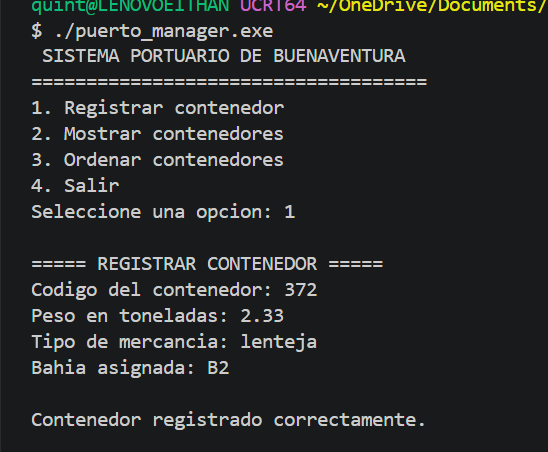 quint@LENOVOEITHAN UCRT64 ~/OneDrive/Documents/
$ ./puerto_manager.exe
SISTEMA PORTUARIO DE BUENAVENTURA
====================================
1. Registrar contenedor
2. Mostrar contenedores
3. Ordenar contenedores
4. Salir
Seleccione una opcion: 1
===== REGISTRAR CONTENEDOR =====
Codigo del contenedor: 372
Peso en toneladas: 2.33
Tipo de mercancia: lenteja
Bahia asignada: B2
Contenedor registrado correctamente.